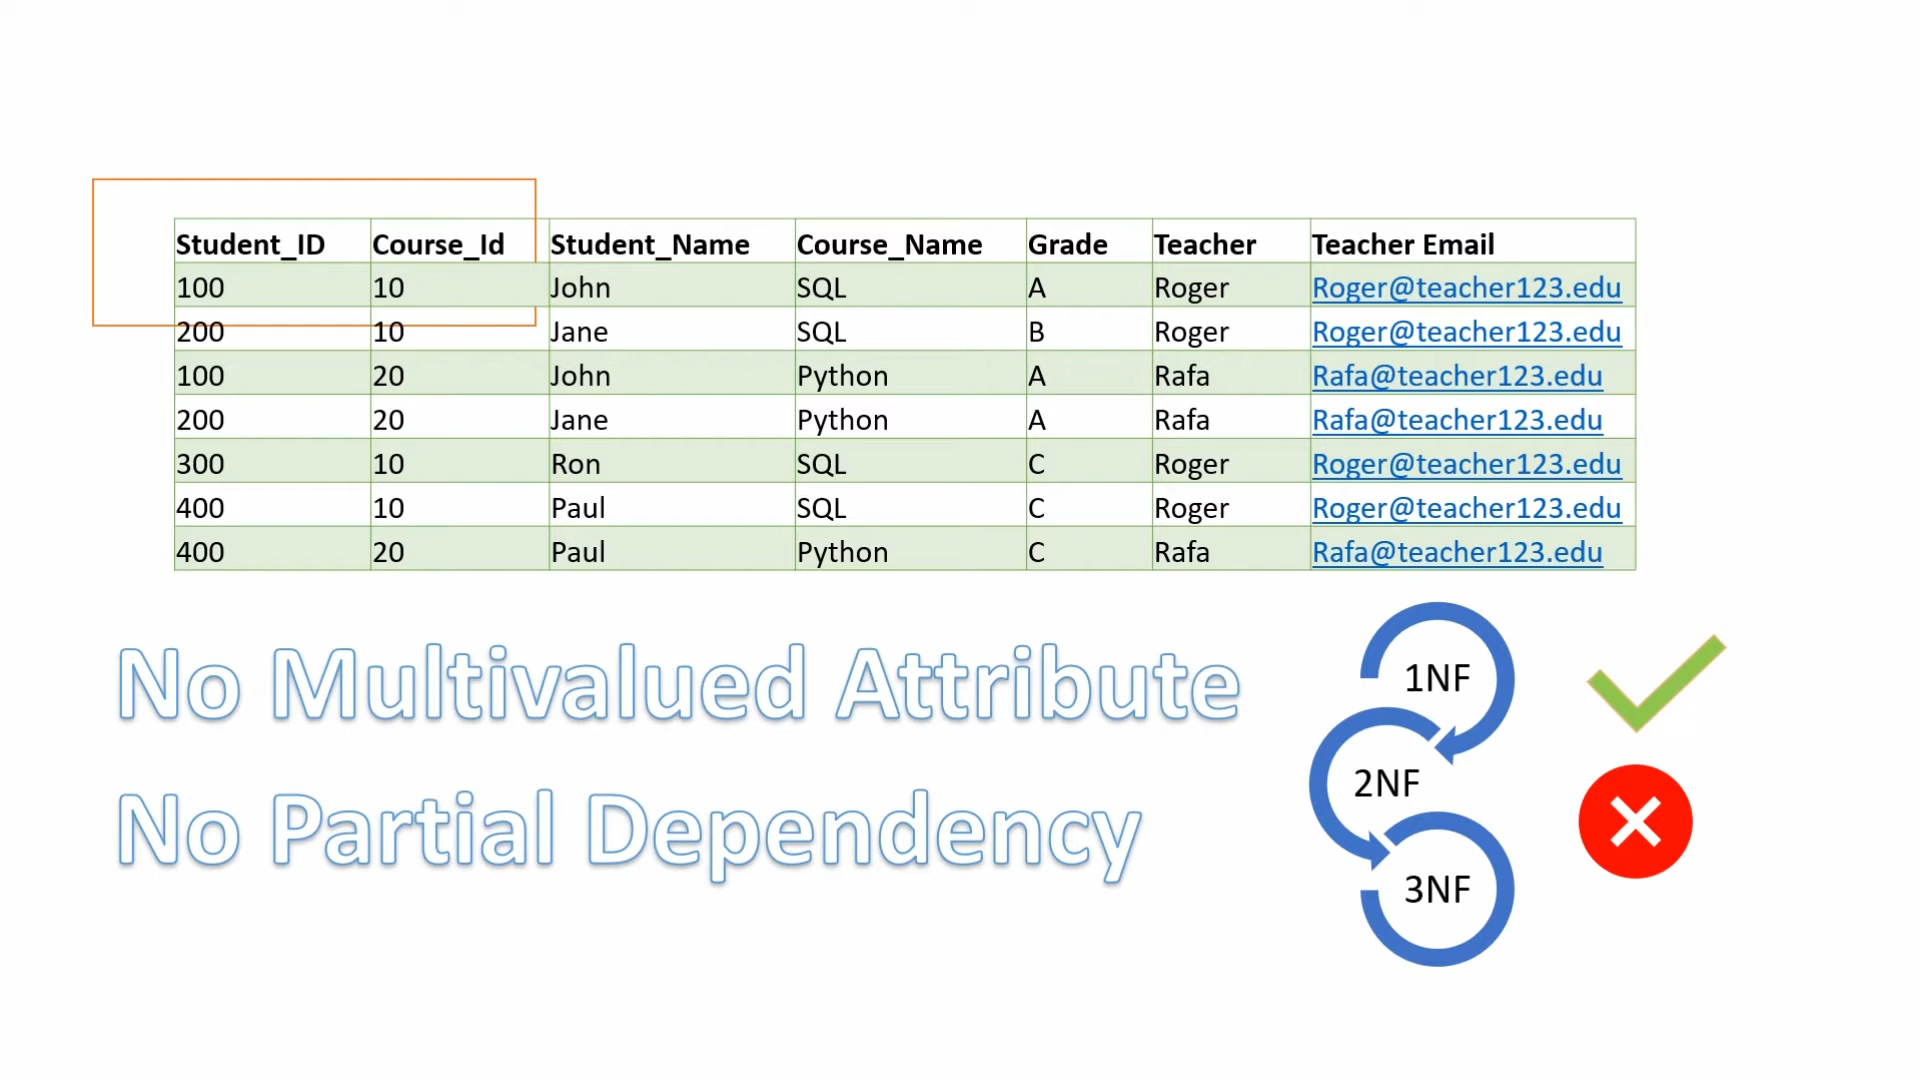 Student_ID Course_Id Student_Name Course_Name Grade Teacher Teacher Email
100 10 John SQL A Roger Roger@teacher123.edu
200 10 Jane SQL B Roger Roger@teacher123.edu
100 20 John Python A Rafa Rafa@teacher123.edu
200 20 Jane Python A Rafa Rafa@teacher123.edu
300 10 Ron SQL C Roger Roger@teacher123.edu
400 10 Paul SQL C Roger Roger@teacher123.edu
400 20 Paul Python C Rafa Rafa@teacher123.edu
No Multivalued Attribute
No Partial Dependency
1NF
2NF
3NF